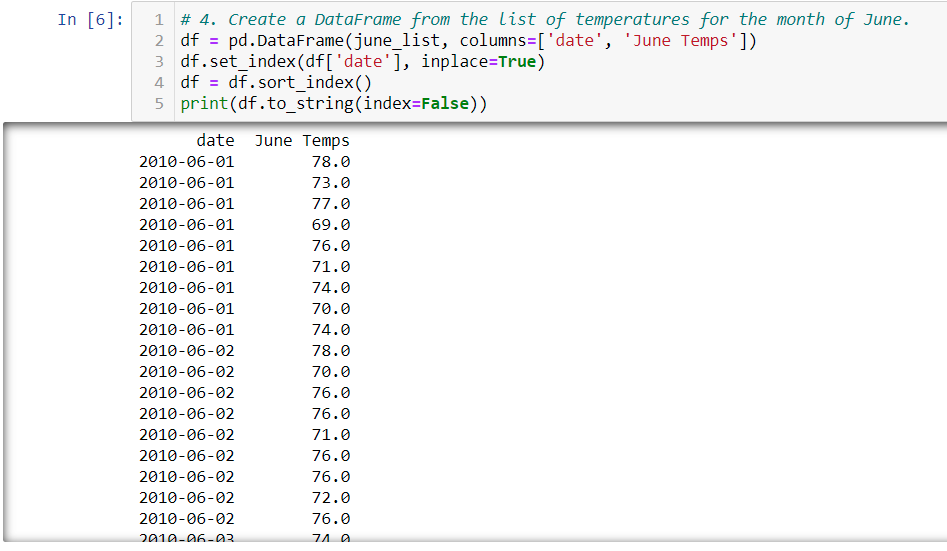 In [6]:
1 # 4. Create a DataFrame from the list of temperatures for the month of June.
2 df = pd.DataFrame(june_list, columns=['date', 'June Temps'])
3 df.set_index(df['date'], inplace=True)
4 df = df.sort_index()
5 print(df.to_string(index=False))
date June Temps
2010-06-01 78.0
2010-06-01 73.0
2010-06-01 77.0
2010-06-01 69.0
2010-06-01 76.0
2010-06-01 71.0
2010-06-01 74.0
2010-06-01 70.0
2010-06-01 74.0
2010-06-02 78.0
2010-06-02 70.0
2010-06-02 76.0
2010-06-02 76.0
2010-06-02 71.0
2010-06-02 76.0
2010-06-02 76.0
2010-06-02 72.0
2010-06-02 76.0
2010-06-03 74.0